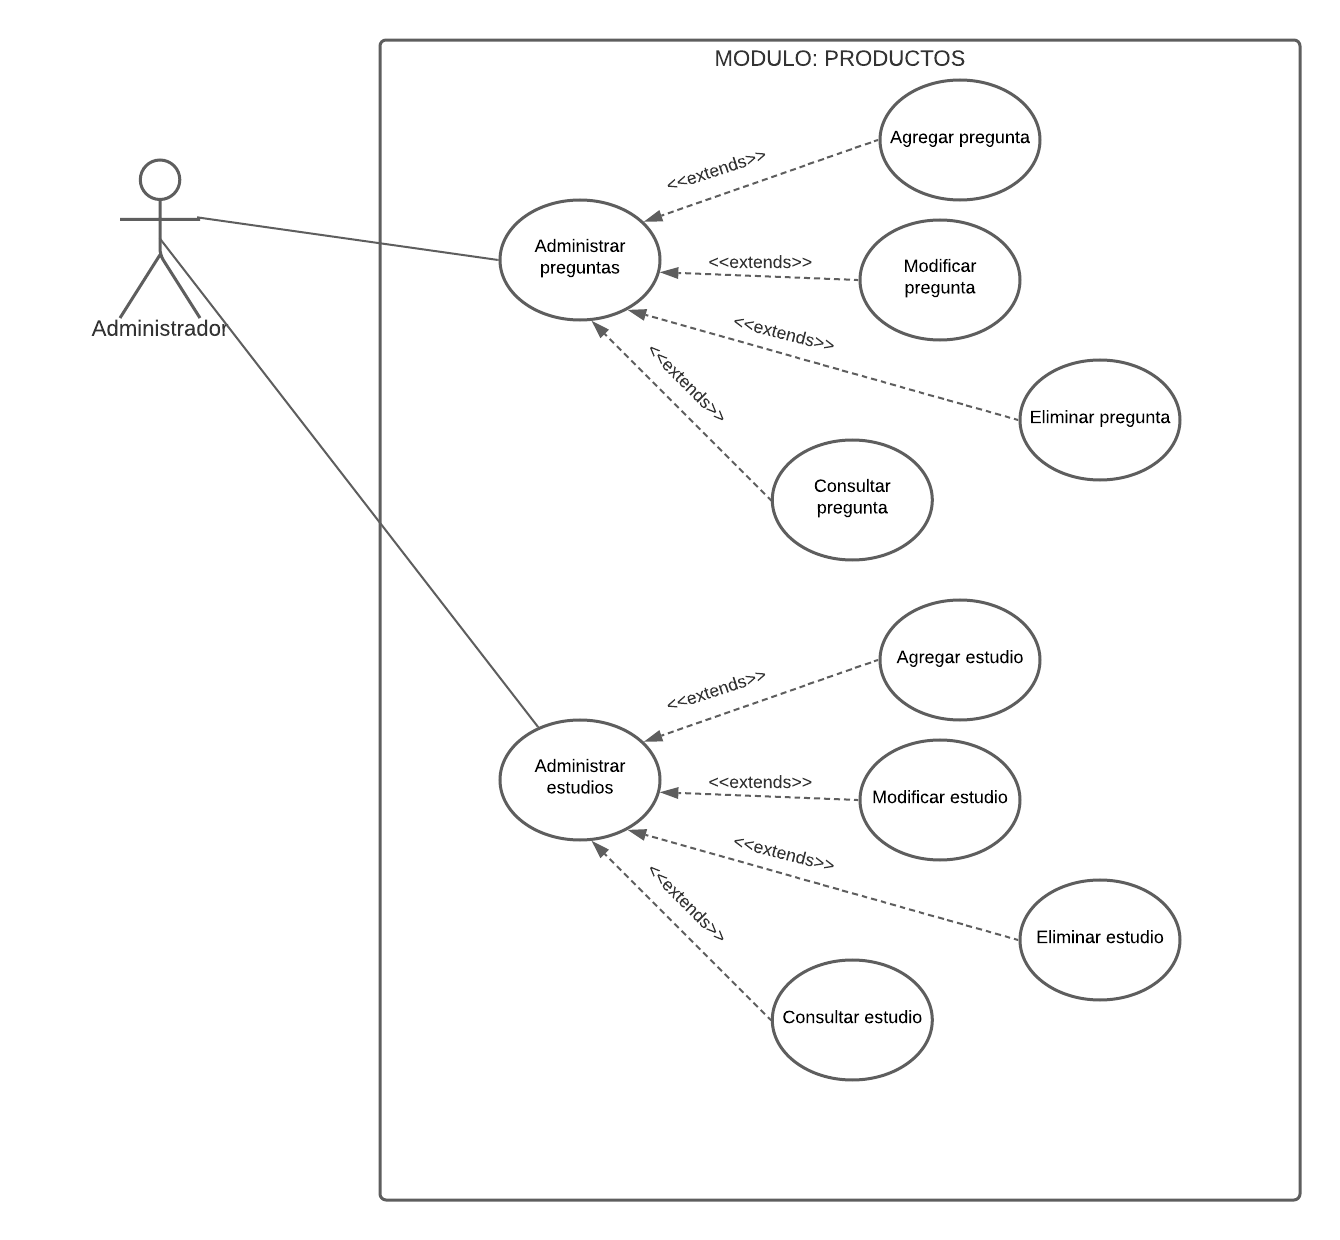 MODULO: PRODUCTOS
Agregar pregunta
<<extends>>
Administrar
preguntas
<<extends>>
Modificar
pregunta
Administrador
<<extends>>
<<extends>>
Eliminar pregunta
Consultar
pregunta
Agregar estudio
<<extends>>
Administrar
estudios
<<extends>>
Modificar estudio
<<extends>>
<<extends>>
Eliminar estudio
Consultar estudio